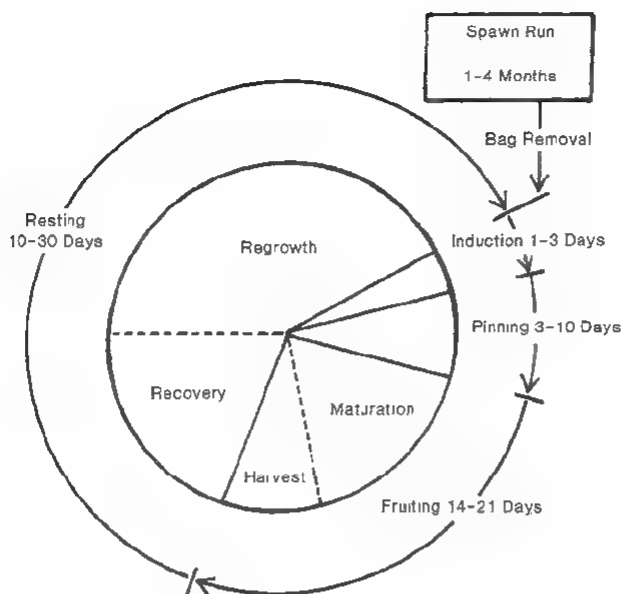 Spawn Run
1-4 Months
Bag Removal
Resting
10-30 Days
Regrowth
Induction 1-3 Days
Pinning 3-10 Days
Recovery
Maturation
Harvest
Fruiting 14-21 Days